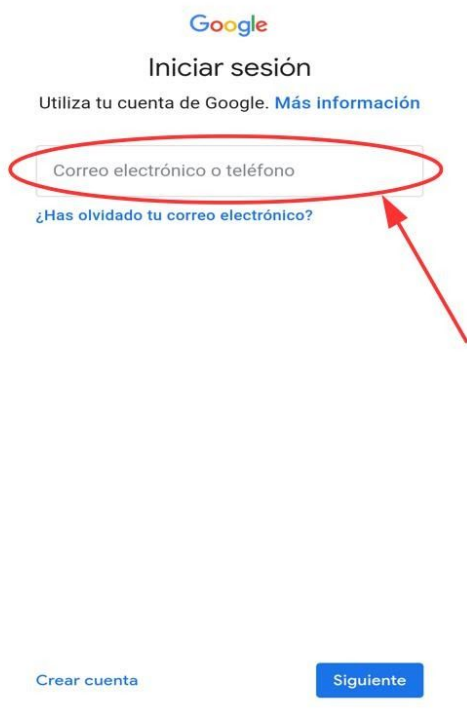 Google
Iniciar sesión
Utiliza tu cuenta de Google. Más información
Correo electrónico o teléfono
¿Has olvidado tu correo electrónico?
Crear cuenta
Siguiente